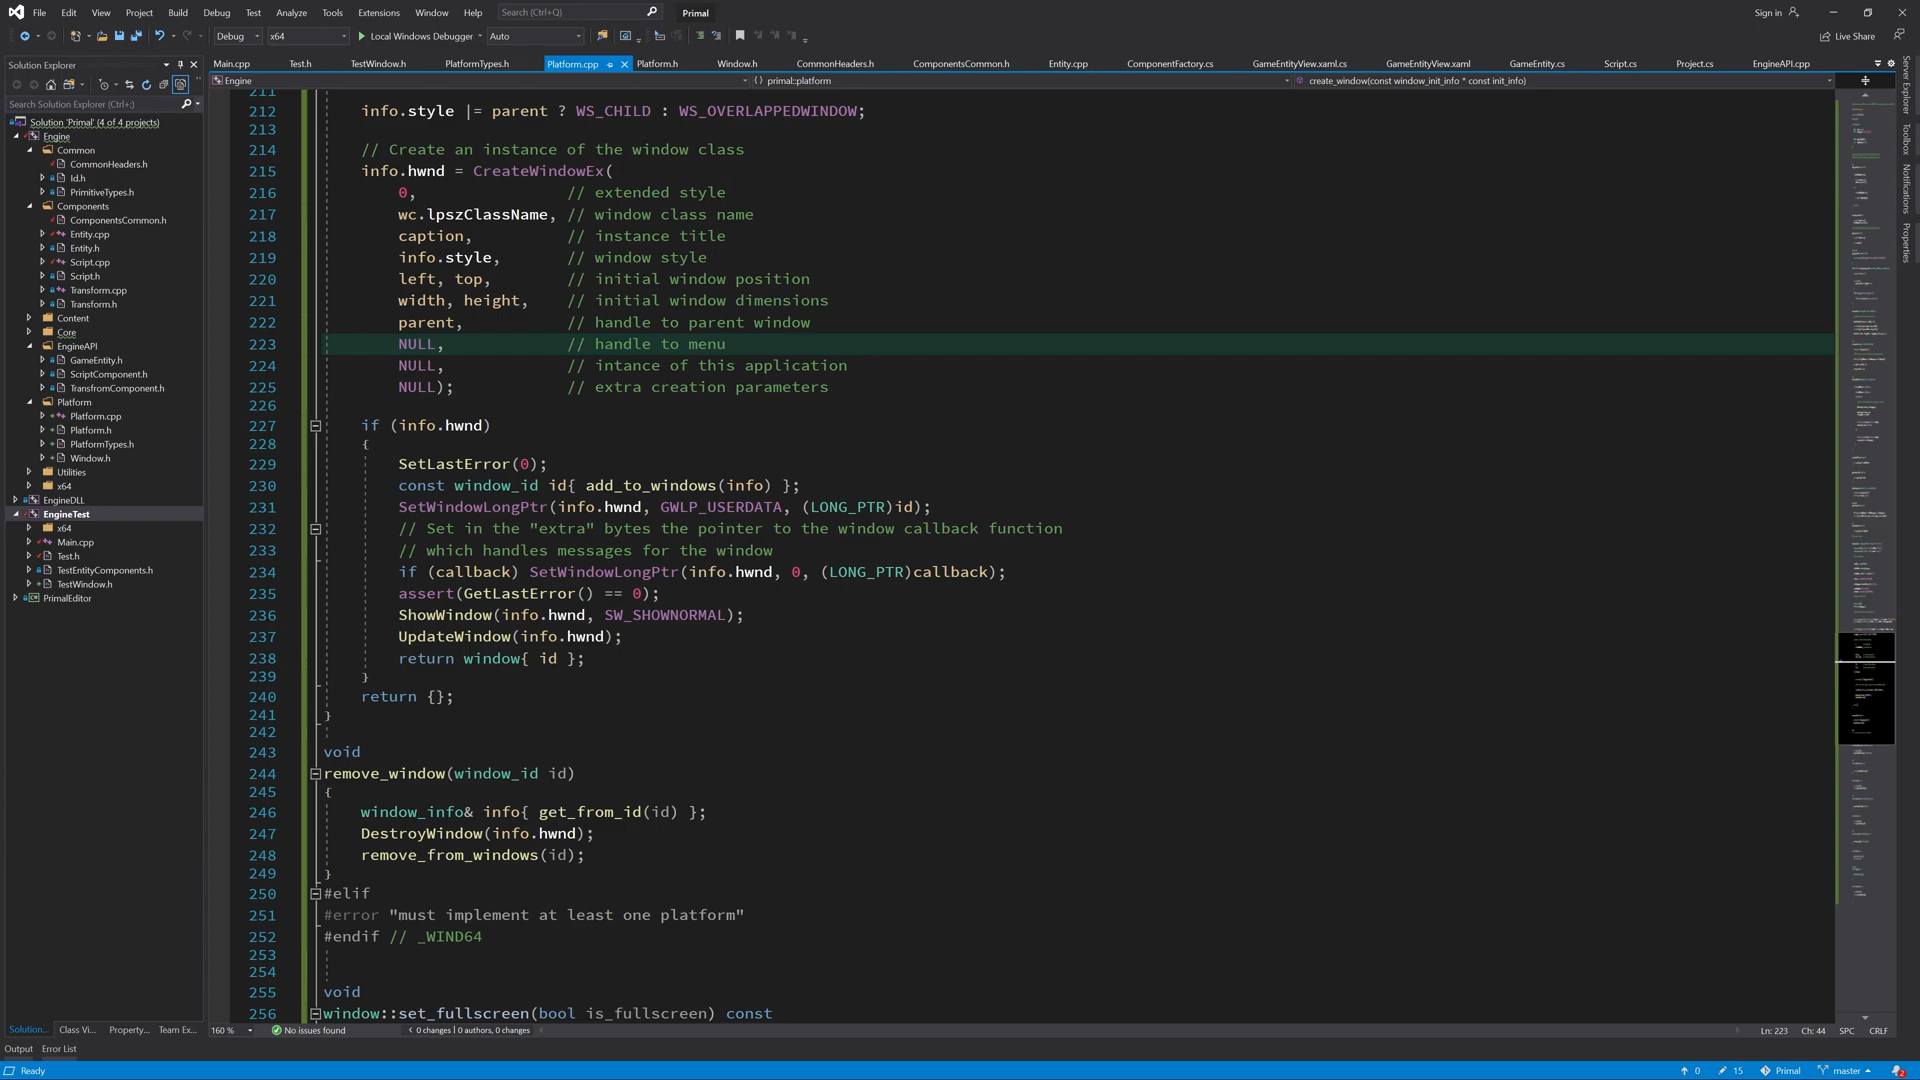 File Edit View Project Build Debug Test Analyze Tools Extensions Window Help Search (Ctrl+Q) Primal Sign in
Debug x64 Local Windows Debugger Auto Live Share
Solution Explorer
Main.cpp Test.h TestWindow.h PlatformTypes.h Platform.cpp Platform.h Window.h CommonHeaders.h ComponentsCommon.h Entity.cpp ComponentFactory.cs GameEntityView.xaml.cs GameEntityView.xaml GameEntity.cs Script.cs Project.cs EngineAPI.cpp
Engine primal::platform create_window(const window_init_info * const init_info)
Search Solution Explorer (Ctrl+;)
Solution 'Primal' (4 of 4 projects)
Engine
Common
CommonHeaders.h
Id.h
PrimitiveTypes.h
Components
ComponentsCommon.h
Entity.cpp
Entity.h
Script.cpp
Script.h
Transform.cpp
Transform.h
Content
Core
EngineAPI
GameEntity.h
ScriptComponent.h
TransfromComponent.h
Platform
Platform.cpp
Platform.h
PlatformTypes.h
Window.h
Utilities
x64
EngineDLL
EngineTest
x64
Main.cpp
Test.h
TestEntityComponents.h
TestWindow.h
PrimalEditor
211
212 info.style |= parent ? WS_CHILD : WS_OVERLAPPEDWINDOW;
213
214 // Create an instance of the window class
215 info.hwnd = CreateWindowEx(
216 0, // extended style
217 wc.lpszClassName, // window class name
218 caption, // instance title
219 info.style, // window style
220 left, top, // initial window position
221 width, height, // initial window dimensions
222 parent, // handle to parent window
223 NULL, // handle to menu
224 NULL, // intance of this application
225 NULL); // extra creation parameters
226
227 if (info.hwnd)
228 {
229 SetLastError(0);
230 const window_id id{ add_to_windows(info) };
231 SetWindowLongPtr(info.hwnd, GWLP_USERDATA, (LONG_PTR)id);
232 // Set in the "extra" bytes the pointer to the window callback function
233 // which handles messages for the window
234 if (callback) SetWindowLongPtr(info.hwnd, 0, (LONG_PTR)callback);
235 assert(GetLastError() == 0);
236 ShowWindow(info.hwnd, SW_SHOWNORMAL);
237 UpdateWindow(info.hwnd);
238 return window{ id };
239 }
240 return {};
241 }
242
243 void
244 remove_window(window_id id)
245 {
246 window_info& info{ get_from_id(id) };
247 DestroyWindow(info.hwnd);
248 remove_from_windows(id);
249 }
250 #elif
251 #error "must implement at least one platform"
252 #endif // _WIND64
253
254
255 void
256 window::set_fullscreen(bool is_fullscreen) const
Server Explorer
Toolbox
Notifications
Properties
Solution... Class Vi... Property... Team Ex...
160 % No issues found 0 changes | 0 authors, 0 changes Ln: 223 Ch: 44 SPC CRLF
Output Error List
Ready 0 15 Primal master 2